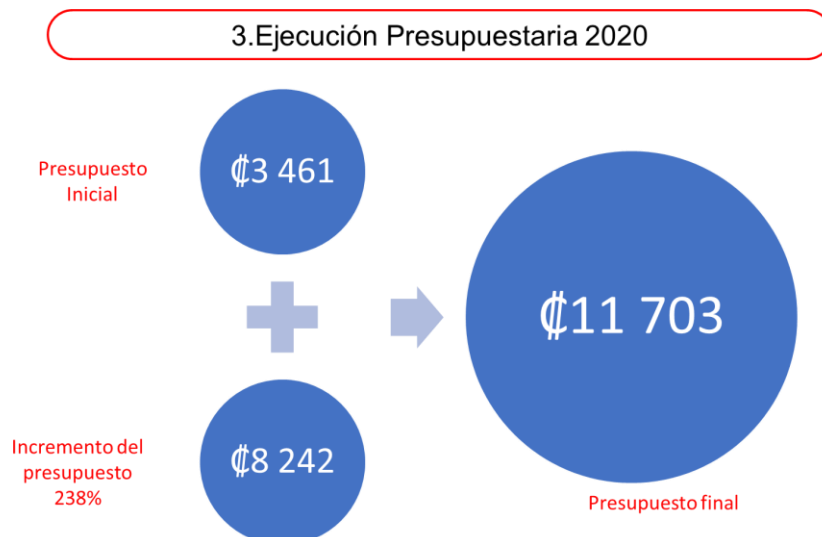 3.Ejecución Presupuestaria 2020
Presupuesto
Inicial
₡3 461
₡11 703
Incremento del
presupuesto
238%
₡8 242
Presupuesto final